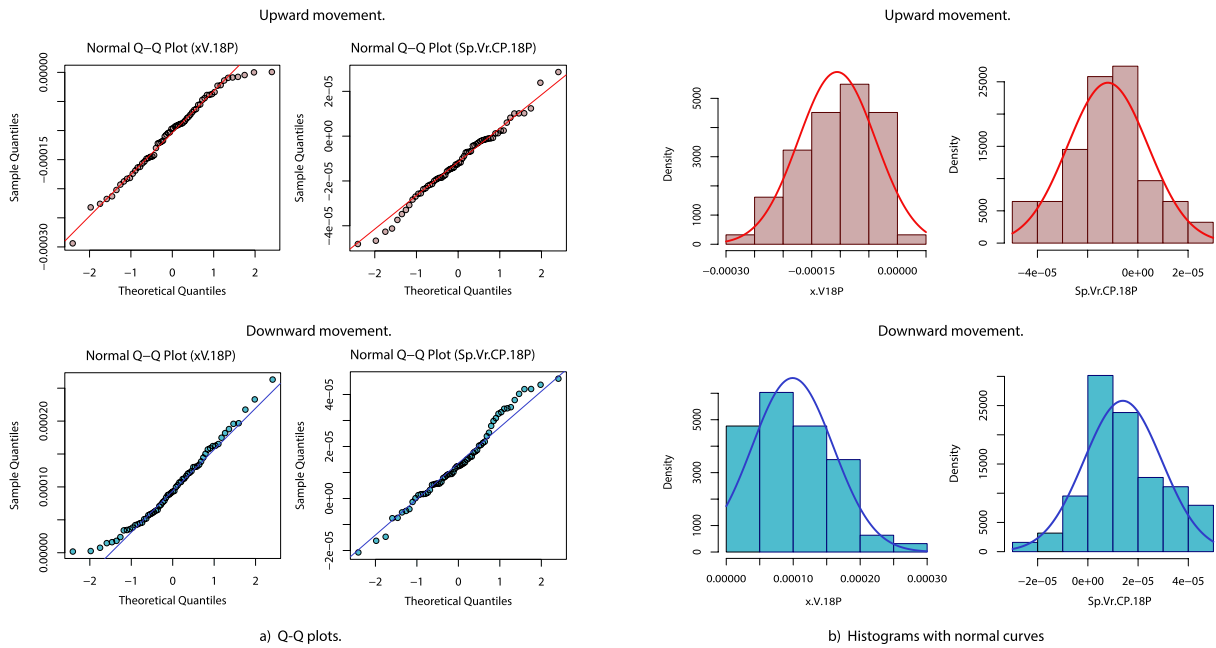 Upward movement.
Upward movement.
Normal Q−Q Plot (xV.18P)
Normal Q−Q Plot (Sp.Vr.CP.18P)
Sample Quantiles
0.00000
−0.00015
−0.00030
−2 −1 0 1 2
Theoretical Quantiles
Sample Quantiles
2e−05
0e+00
−2e−05
−4e−05
−2 −1 0 1 2
Theoretical Quantiles
Density
5000
3000
1000
0
−0.00030 −0.00015 0.00000
x.V18P
Density
25000
15000
5000
0
−4e−05 0e+00 2e−05
Sp.Vr.CP.18P
Downward movement.
Downward movement.
Normal Q−Q Plot (xV.18P)
Normal Q−Q Plot (Sp.Vr.CP.18P)
Sample Quantiles
0.00020
0.00010
0.00000
−2 −1 0 1 2
Theoretical Quantiles
Sample Quantiles
4e−05
2e−05
0e+00
−2e−05
−2 −1 0 1 2
Theoretical Quantiles
Density
5000
3000
1000
0
0.00000 0.00010 0.00020 0.00030
x.V.18P
Density
25000
15000
5000
0
−2e−05 0e+00 2e−05 4e−05
Sp.Vr.CP.18P
a) Q-Q plots.
b) Histograms with normal curves